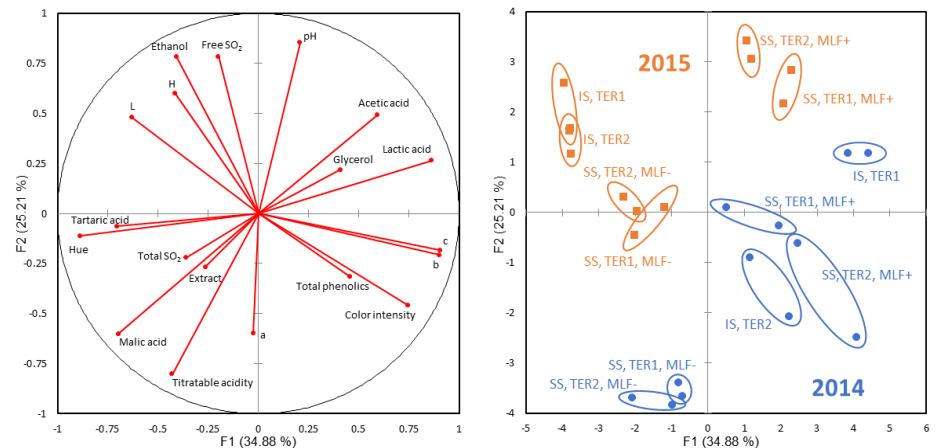 1
0.75
0.5
0.25
0
-0.25
-0.5
-0.75
-1
F2 (25.21 %)
Ethanol
Free SO₂
pH
H
L
Acetic acid
Lactic acid
Glycerol
Tartaric acid
Hue
Total SO₂
Extract
c
b
Total phenolics
Color intensity
a
Malic acid
Titratable acidity
-1 -0.75 -0.5 -0.25 0 0.25 0.5 0.75 1
F1 (34.88 %)
4
3
2
1
0
-1
-2
-3
-4
F2 (25.21 %)
SS, TER2, MLF+
2015
SS, TER1, MLF+
IS, TER1
IS, TER2
IS, TER1
SS, TER2, MLF-
SS, TER1, MLF+
SS, TER1, MLF-
SS, TER2, MLF+
IS, TER2
SS, TER1, MLF-
SS, TER2, MLF-
2014
-5 -4 -3 -2 -1 0 1 2 3 4 5 6
F1 (34.88 %)